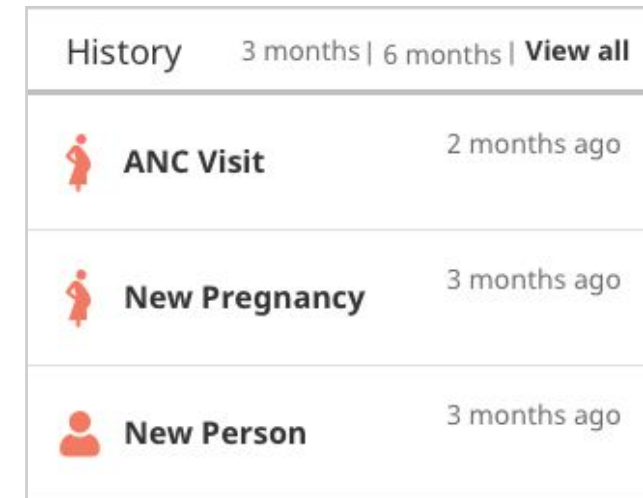 History 3 months | 6 months | View all
ANC Visit 2 months ago
New Pregnancy 3 months ago
New Person 3 months ago